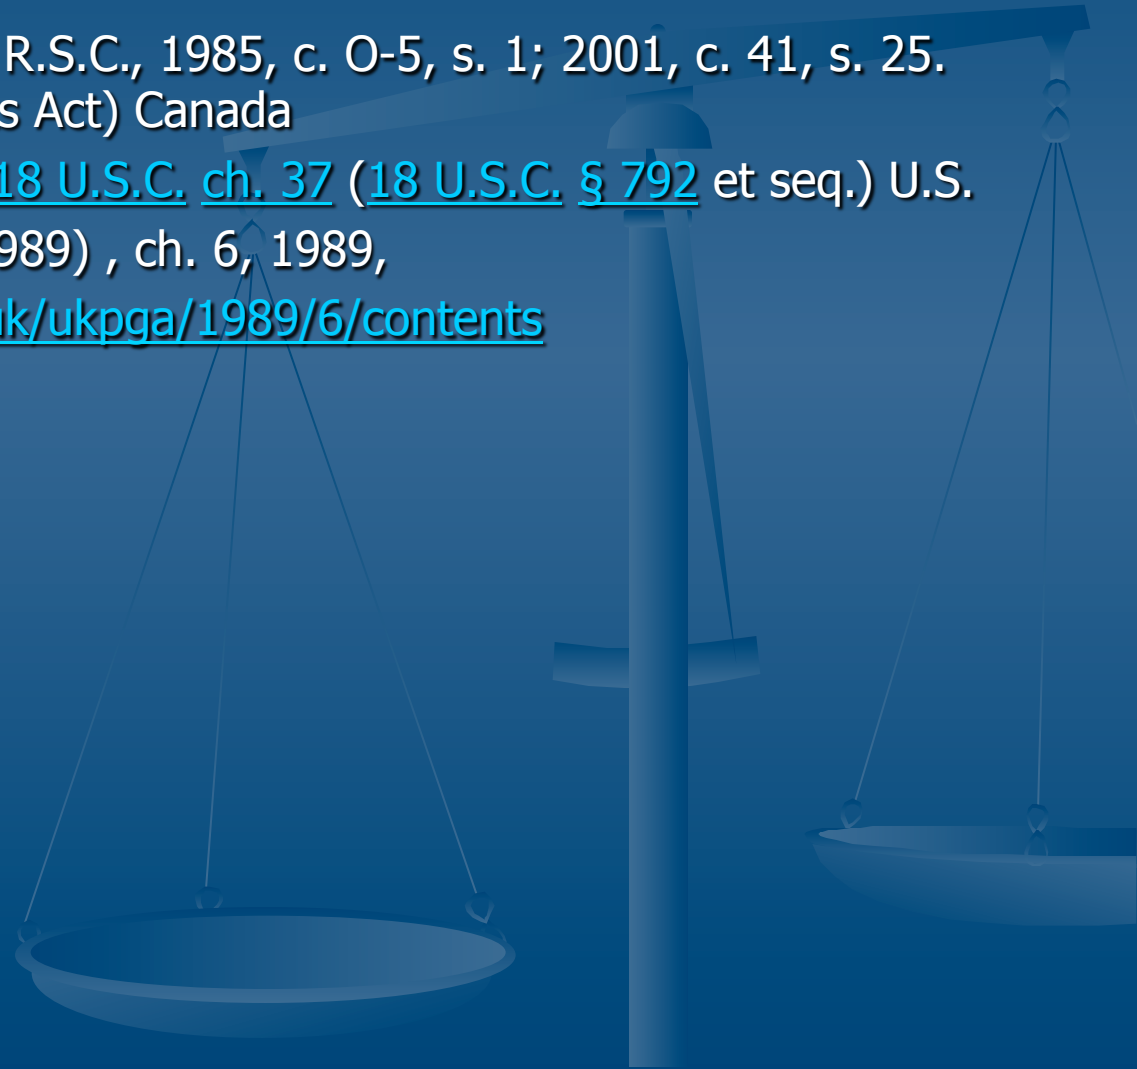 R.S.C., 1985, c. O-5, s. 1; 2001, c. 41, s. 25.
s Act) Canada
18 U.S.C. ch. 37 (18 U.S.C. § 792 et seq.) U.S.
989) , ch. 6, 1989,
uk/ukpga/1989/6/contents